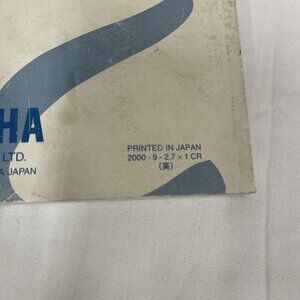 HA
LTD.
A JAPAN
PRINTED IN JAPAN
2000 - 9 - 2.7 × 1 CR
(英)